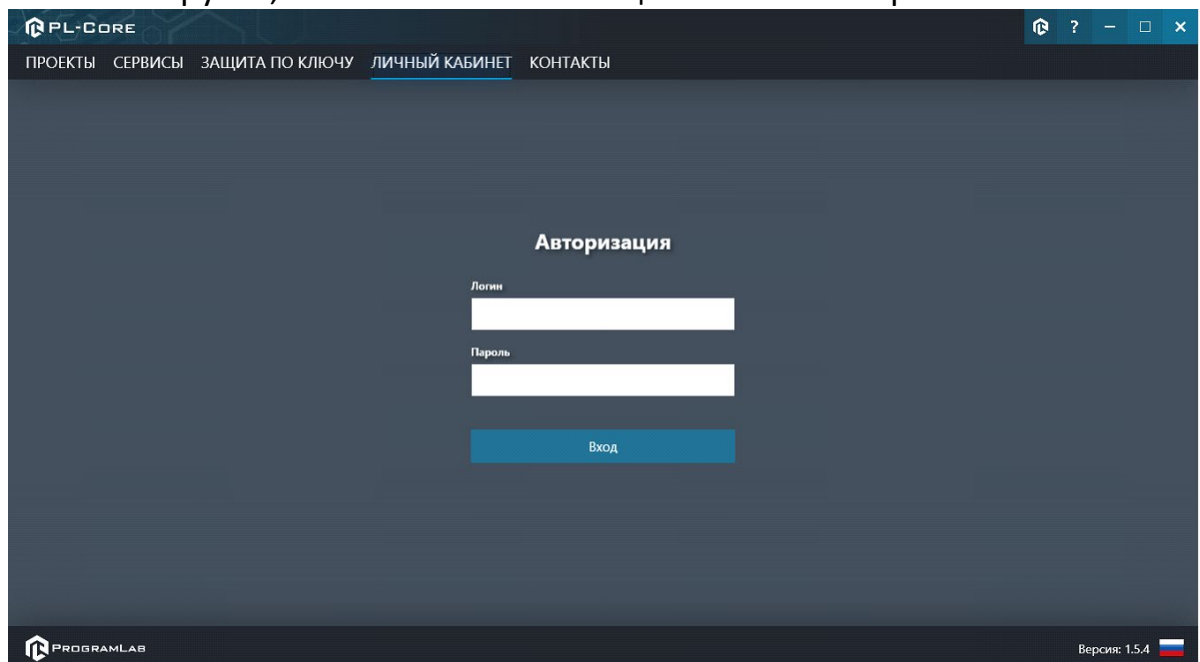 PL-CORE ?
ПРОЕКТЫ СЕРВИСЫ ЗАЩИТА ПО КЛЮЧУ ЛИЧНЫЙ КАБИНЕТ КОНТАКТЫ
Авторизация
Логин
Пароль
Вход
PROGRAMLAB Версия: 1.5.4